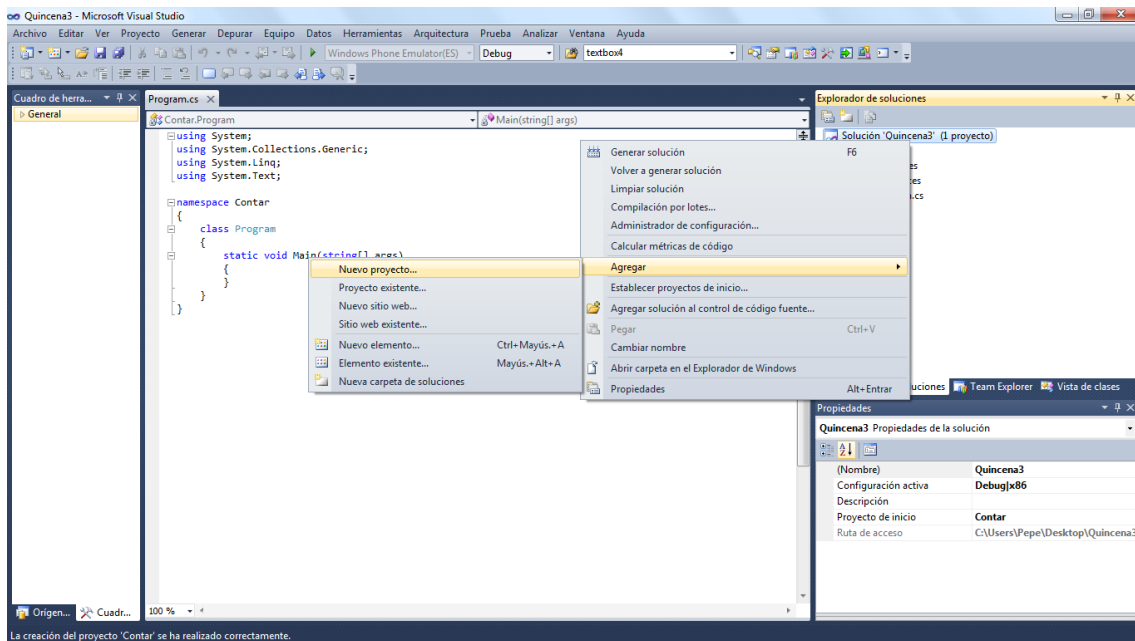 Quincena3 - Microsoft Visual Studio
Archivo Editar Ver Proyecto Generar Depurar Equipo Datos Herramientas Arquitectura Prueba Analizar Ventana Ayuda
Windows Phone Emulator(ES) Debug textbox4
Cuadro de herra...
General
Program.cs
Contar.Program
Main(string[] args)
using System;
using System.Collections.Generic;
using System.Linq;
using System.Text;
namespace Contar
{
class Program
{
static void Main(string[] args)
{
}
}
}
Nuevo proyecto...
Proyecto existente...
Nuevo sitio web...
Sitio web existente...
Nuevo elemento... Ctrl+Mayús.+A
Elemento existente... Mayús.+Alt+A
Nueva carpeta de soluciones
Generar solución F6
Volver a generar solución
Limpiar solución
Compilación por lotes...
Administrador de configuración...
Calcular métricas de código
Agregar
Establecer proyectos de inicio...
Agregar solución al control de código fuente...
Pegar Ctrl+V
Cambiar nombre
Abrir carpeta en el Explorador de Windows
Propiedades Alt+Entrar
Explorador de soluciones
Solución 'Quincena3' (1 proyecto)
es
es
.cs
uciones Team Explorer Vista de clases
Propiedades
Quincena3 Propiedades de la solución
(Nombre) Quincena3
Configuración activa Debug|x86
Descripción
Proyecto de inicio Contar
Ruta de acceso C:\Users\Pepe\Desktop\Quincena3
Orígen... Cuadr...
100 %
La creación del proyecto 'Contar' se ha realizado correctamente.